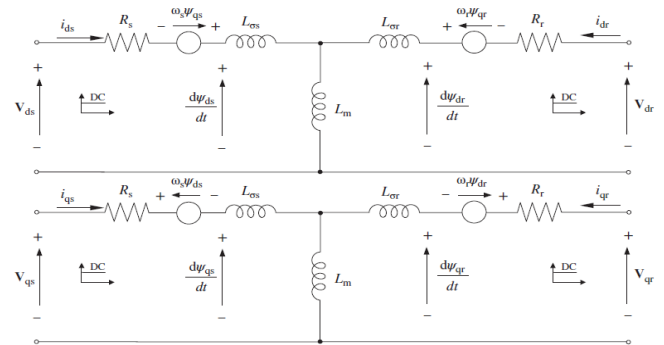 i_ds R_s − ω_sψ_qs + L_σs L_σr + ω_rψ_qr − R_r i_dr
+ + + +
V_ds DC dψ_ds/dt L_m dψ_dr/dt DC V_dr
− − − −
i_qs R_s + ω_sψ_ds − L_σs L_σr − ω_rψ_dr + R_r i_qr
+ + + +
V_qs DC dψ_qs/dt L_m dψ_qr/dt DC V_qr
− − − −